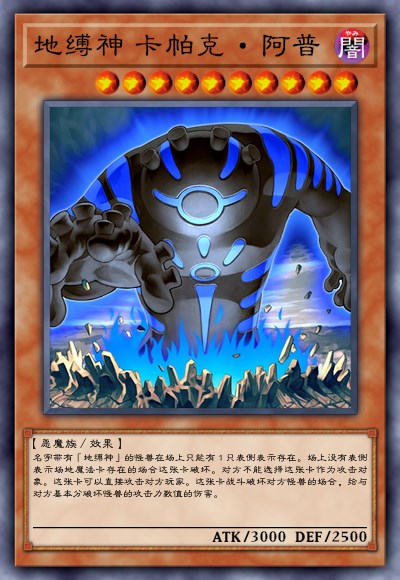 地缚神 卡帕克·阿普
やみ
闇
【恶魔族/效果】
名字带有「地缚神」的怪兽在场上只能有1只表侧表示存在。场上没有表侧
表示场地魔法卡存在的场合这张卡破坏。对方不能选择这张卡作为攻击对
象。这张卡可以直接攻击对方玩家。这张卡战斗破坏对方怪兽的场合，给与
对方基本分破坏怪兽的攻击力数值的伤害。
ATK/3000 DEF/2500